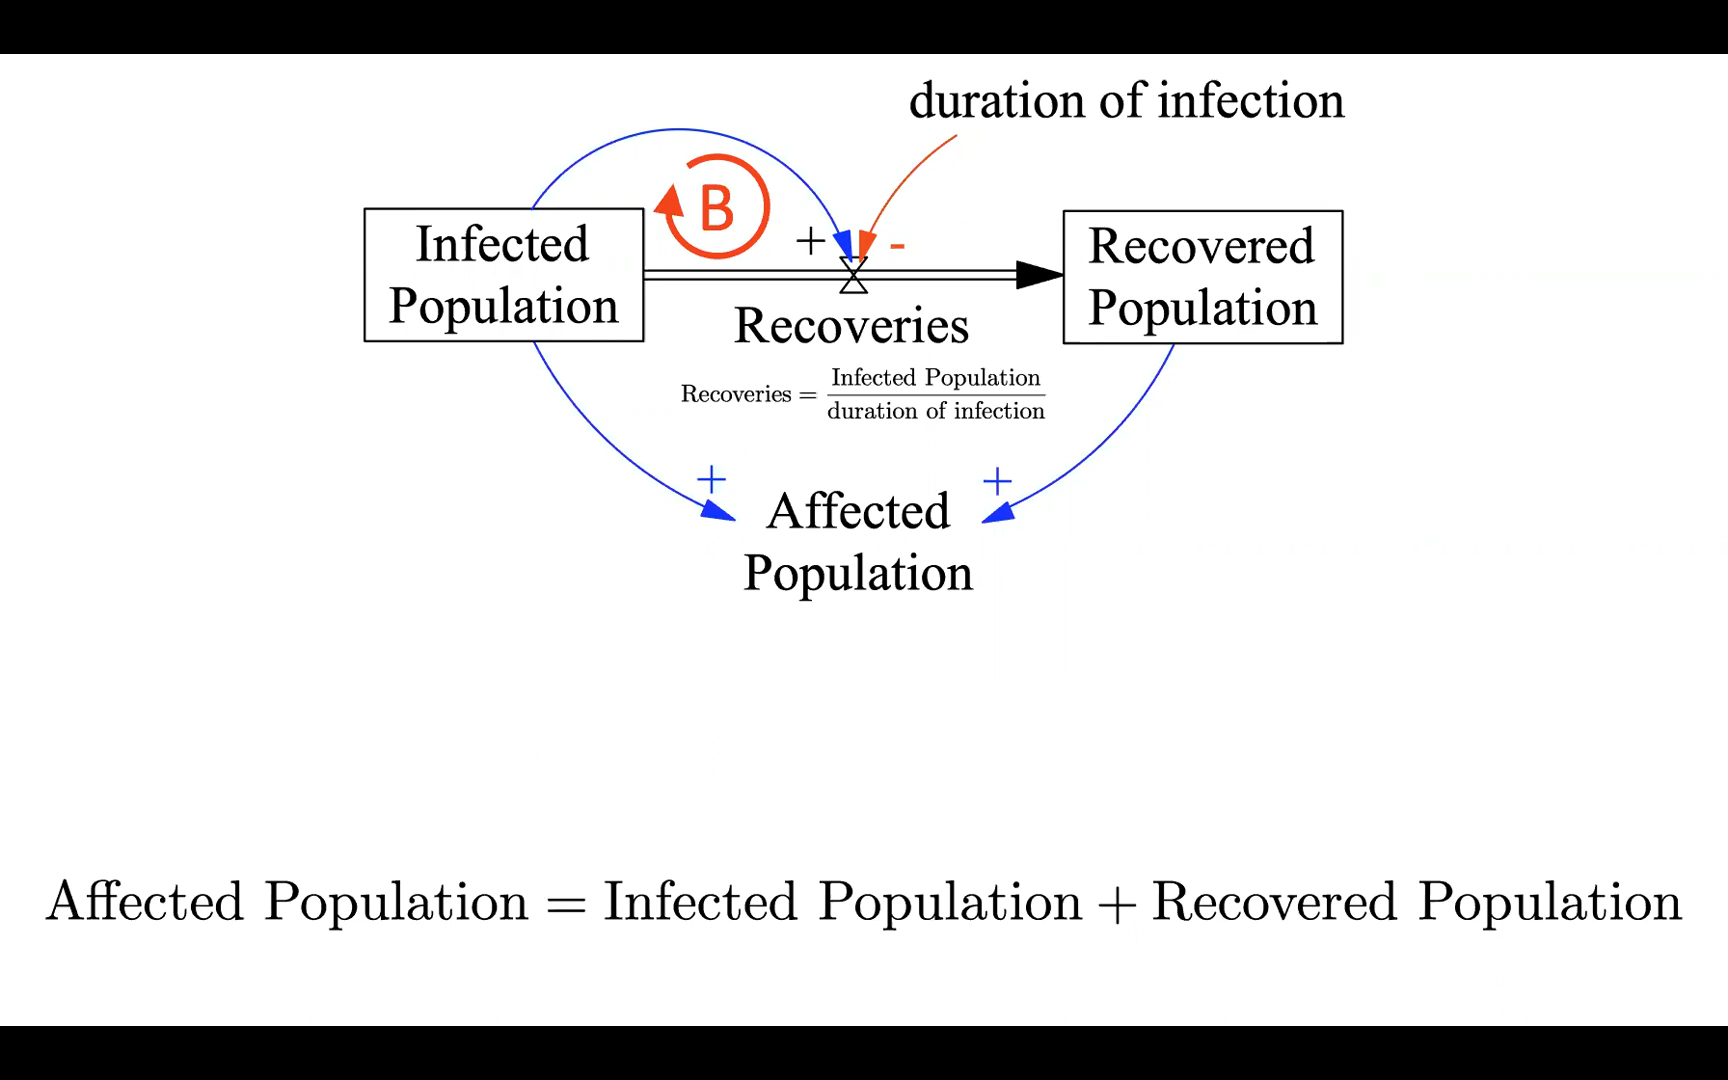 duration of infection
B
Infected
Population
+
-
Recovered
Population
Recoveries
Recoveries = Infected Population / duration of infection
+
+
Affected
Population
Affected Population = Infected Population + Recovered Population